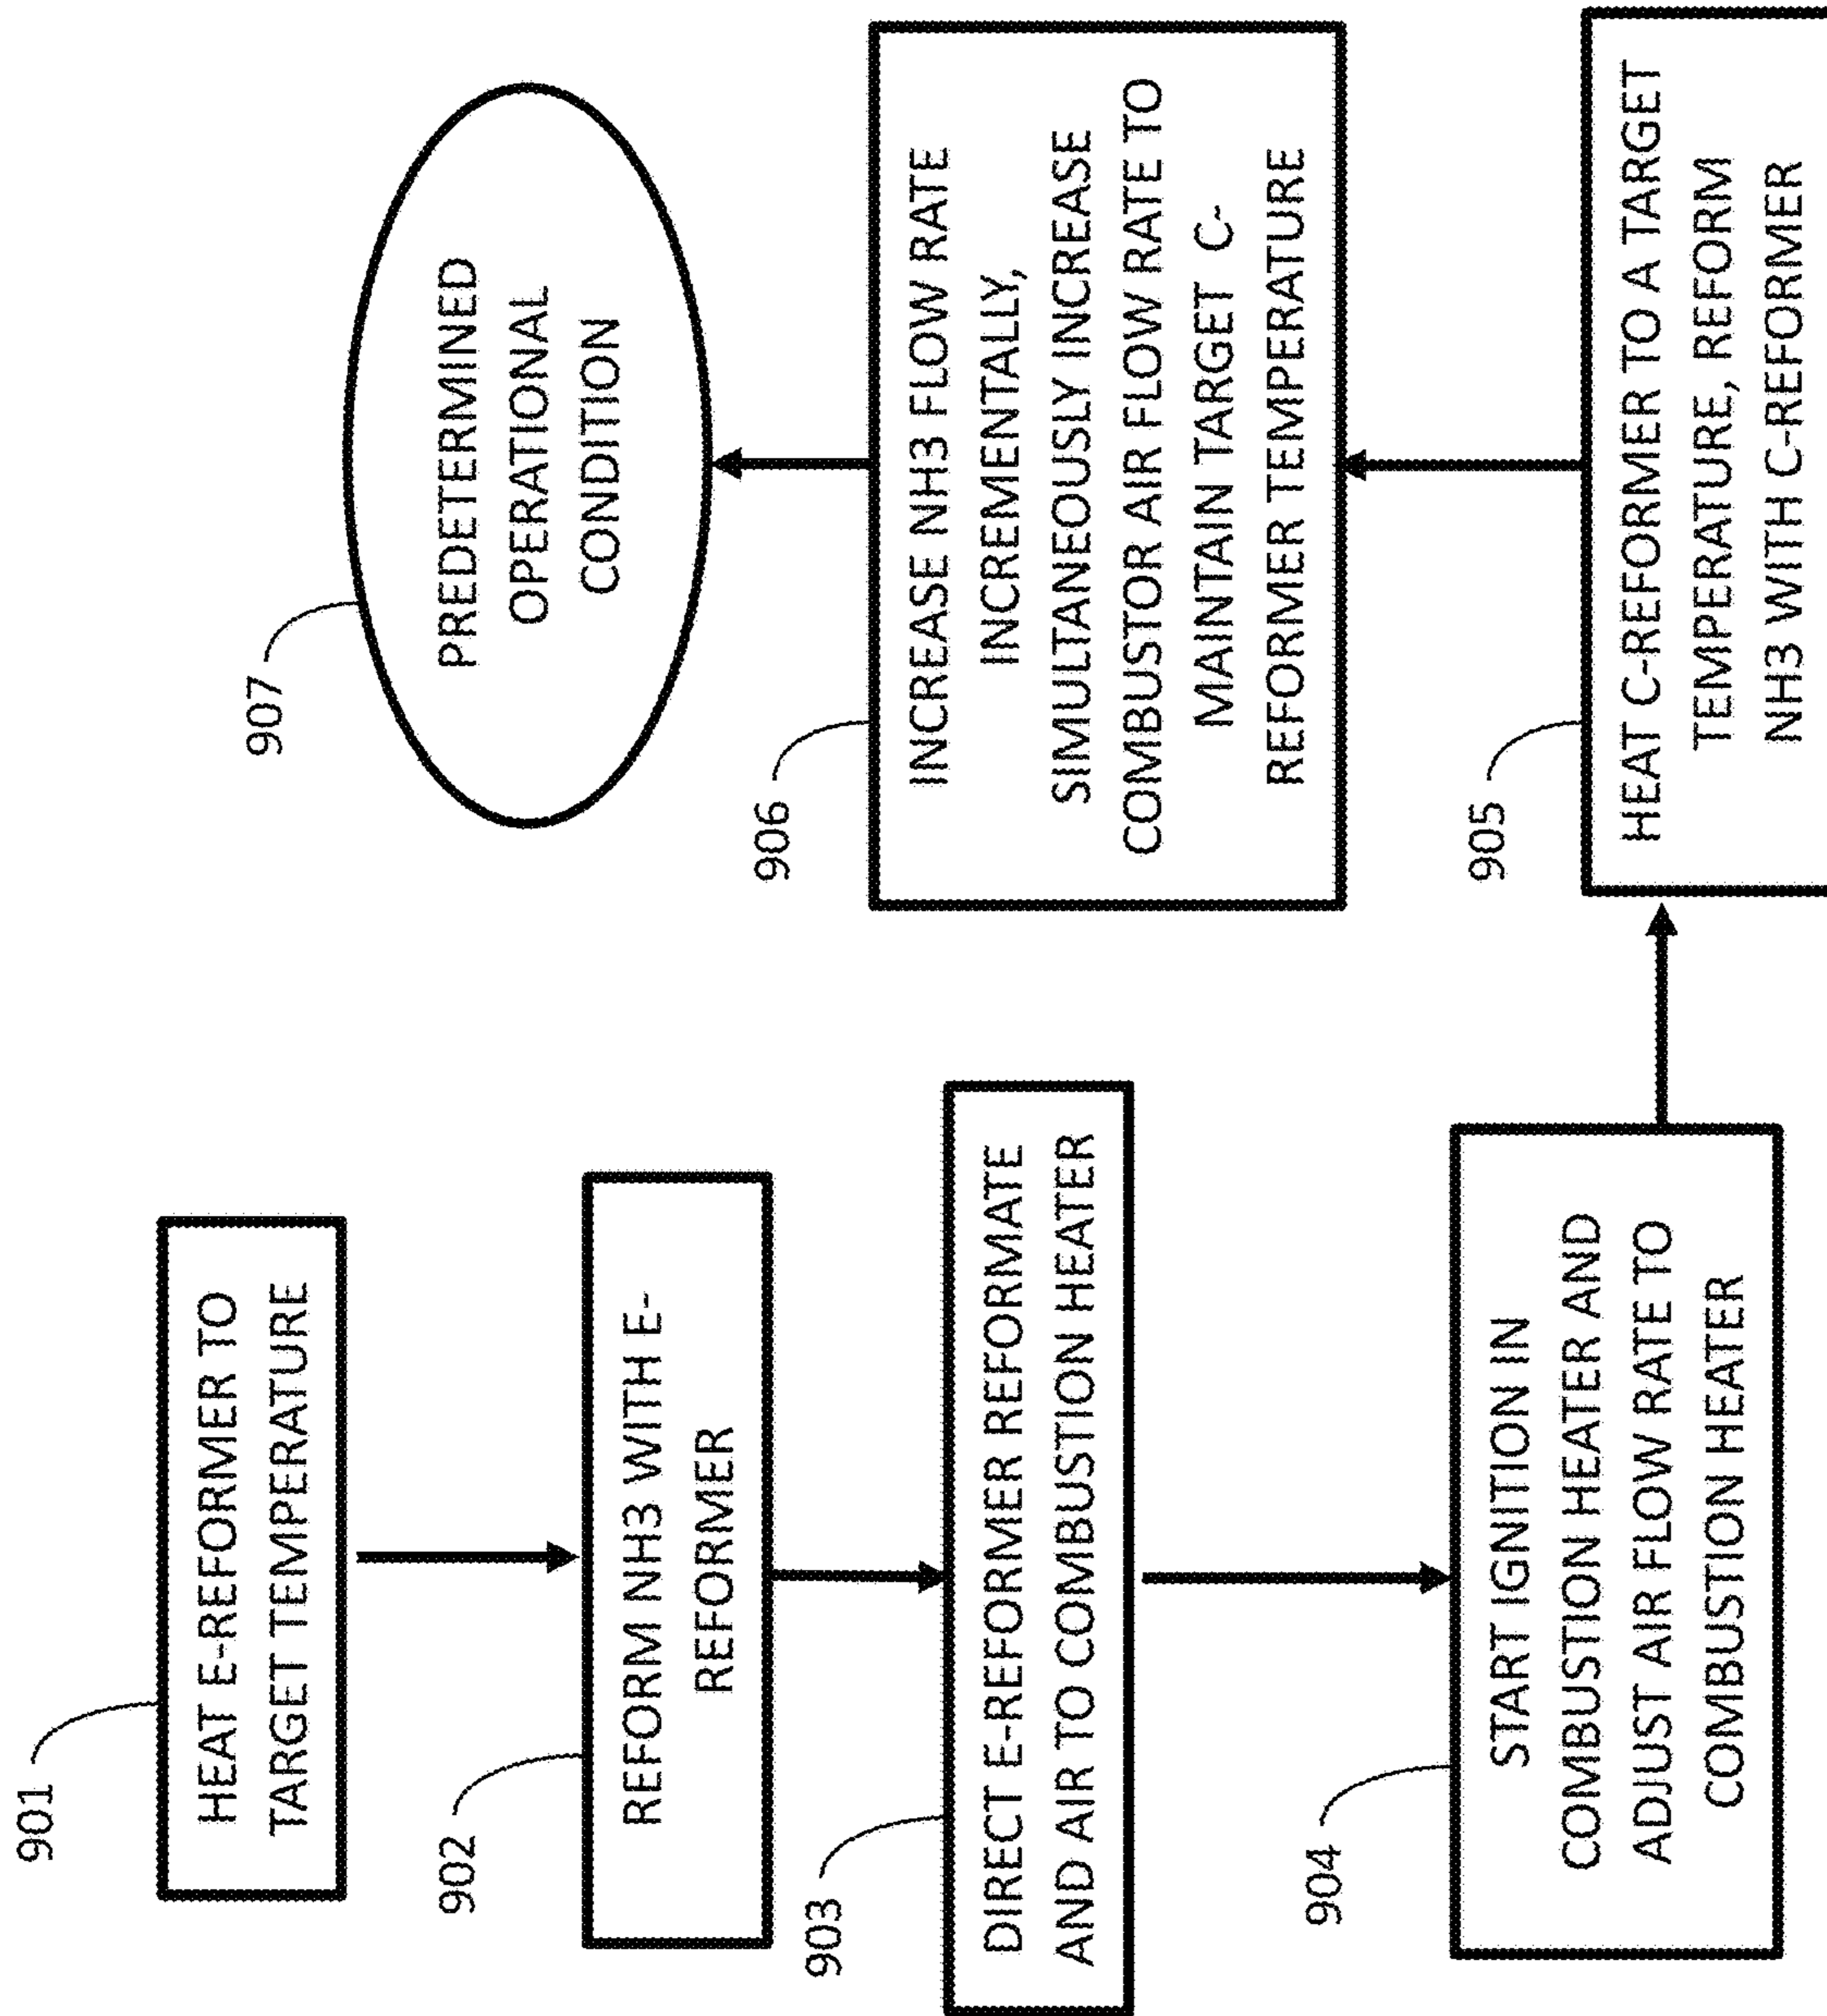 901
HEAT E-REFORMER TO
TARGET TEMPERATURE
902
REFORM NH3 WITH E-
REFORMER
903
DIRECT E-REFORMER REFORMATE
AND AIR TO COMBUSTION HEATER
904
START IGNITION IN
COMBUSTION HEATER AND
ADJUST AIR FLOW RATE TO
COMBUSTION HEATER
905
HEAT C-REFORMER TO A TARGET
TEMPERATURE, REFORM
NH3 WITH C-REFORMER
906
INCREASE NH3 FLOW RATE
INCREMENTALLY,
SIMULTANEOUSLY INCREASE
COMBUSTOR AIR FLOW RATE TO
MAINTAIN TARGET C-
REFORMER TEMPERATURE
907
PREDETERMINED
OPERATIONAL
CONDITION